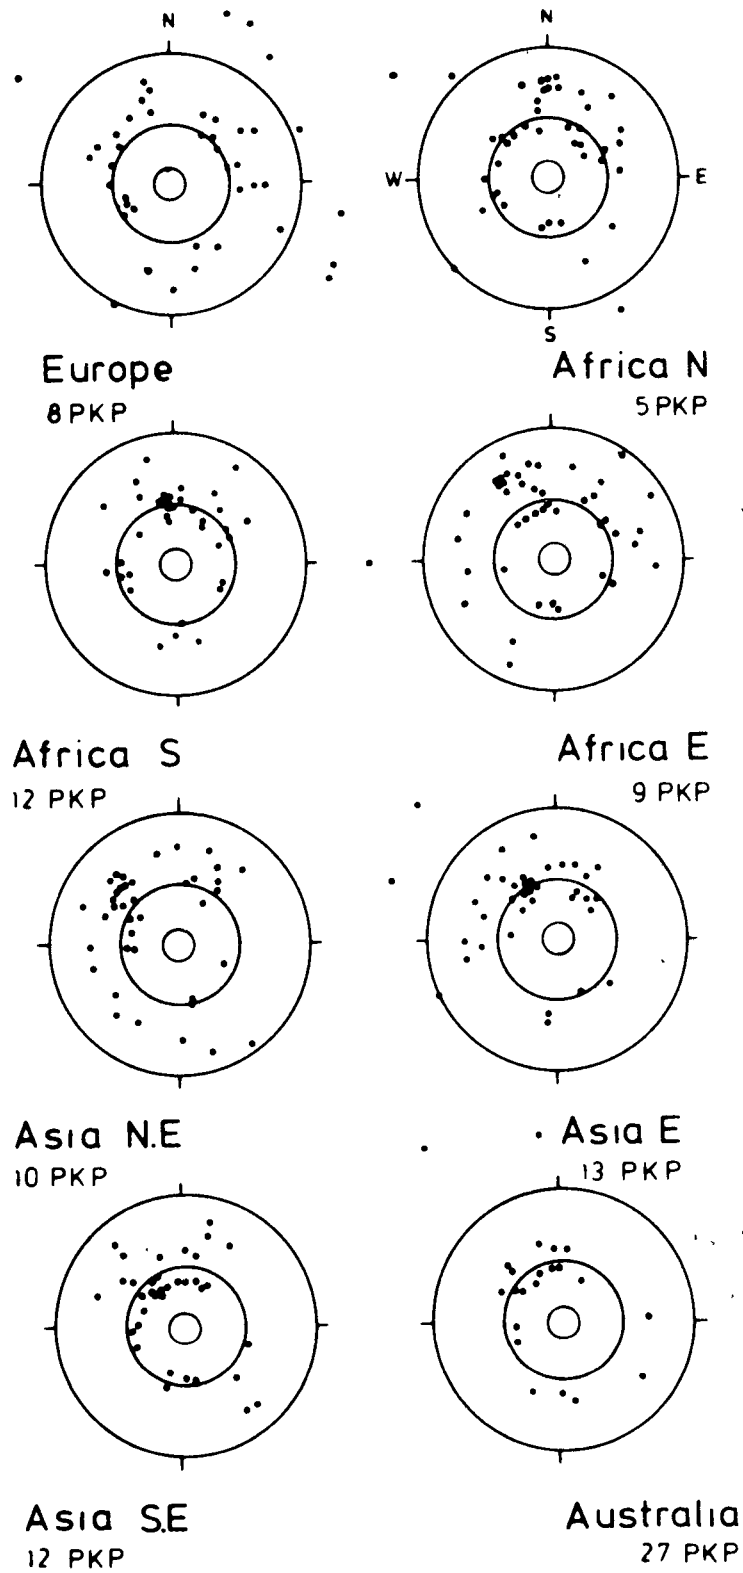 N
N
W
E
S
Europe
8 PKP
Africa N
5 PKP
Africa S
12 PKP
Africa E
9 PKP
Asia N.E
10 PKP
Asia E
13 PKP
Asia S.E
12 PKP
Australia
27 PKP